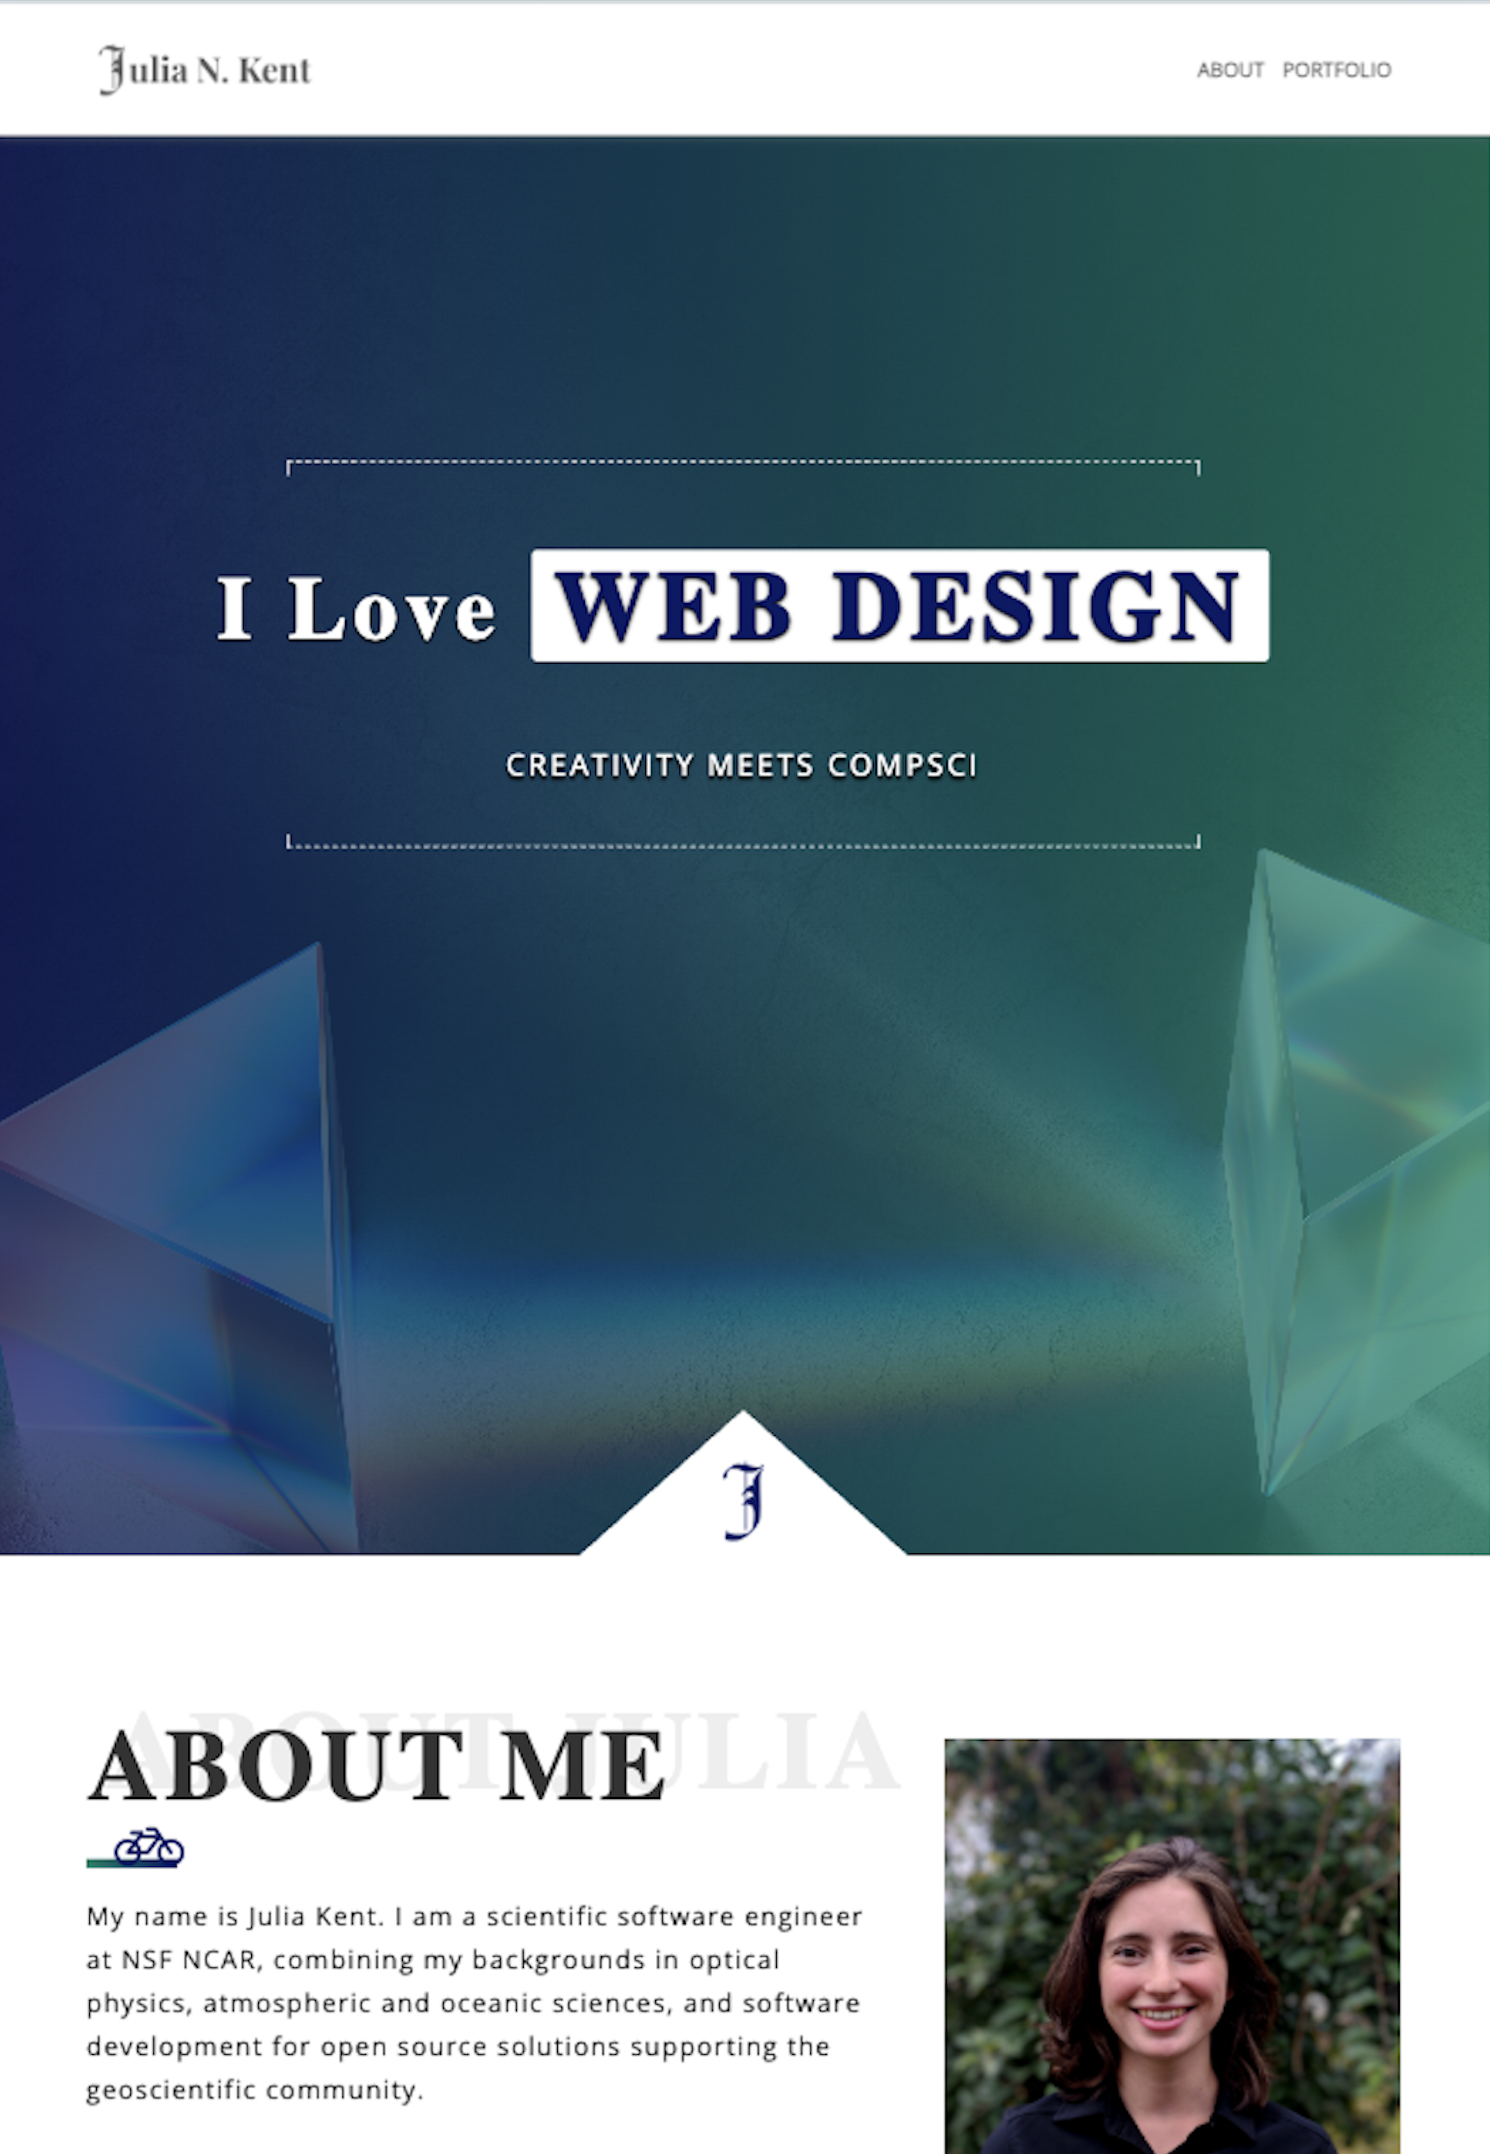 Julia N. Kent
ABOUT PORTFOLIO
I Love WEB DESIGN
CREATIVITY MEETS COMPSCI
J
ABOUT JULIA
ABOUT ME
My name is Julia Kent. I am a scientific software engineer
at NSF NCAR, combining my backgrounds in optical
physics, atmospheric and oceanic sciences, and software
development for open source solutions supporting the
geoscientific community.